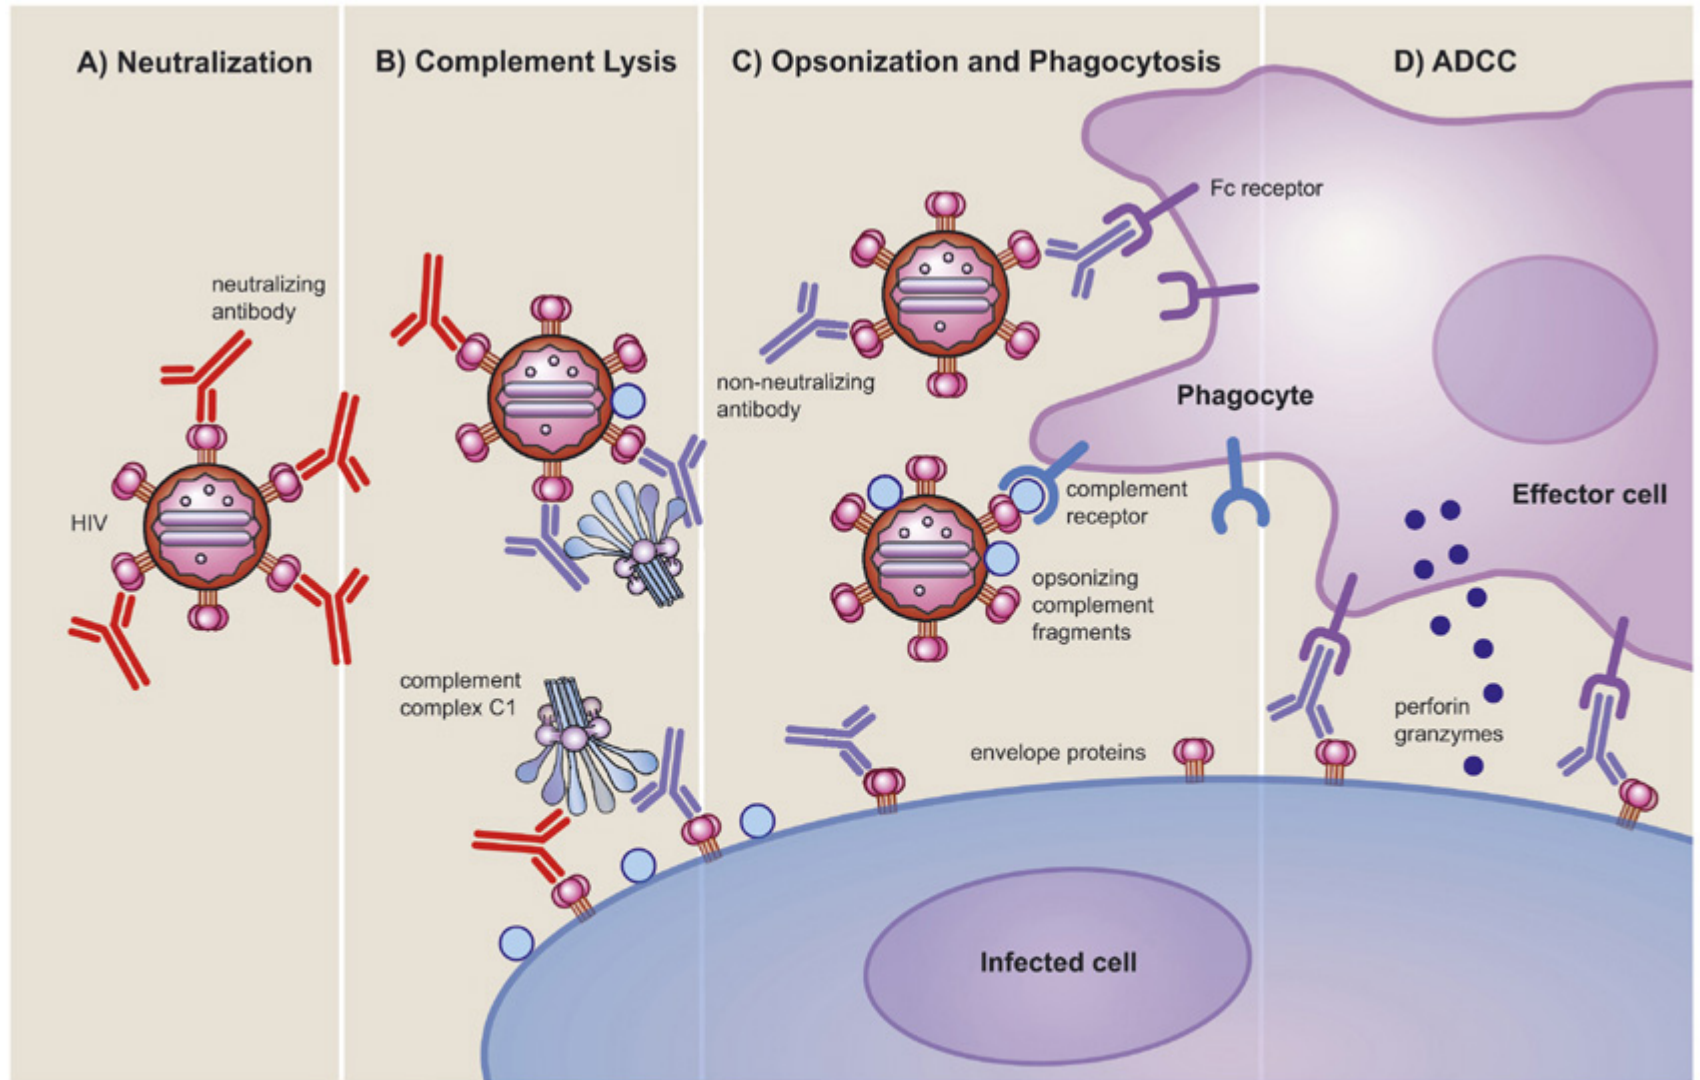 A) Neutralization
B) Complement Lysis
C) Opsonization and Phagocytosis
D) ADCC
Fc receptor
neutralizing
antibody
non-neutralizing
antibody
Phagocyte
HIV
complement
receptor
Effector cell
opsonizing
complement
fragments
complement
complex C1
perforin
granzymes
envelope proteins
Infected cell